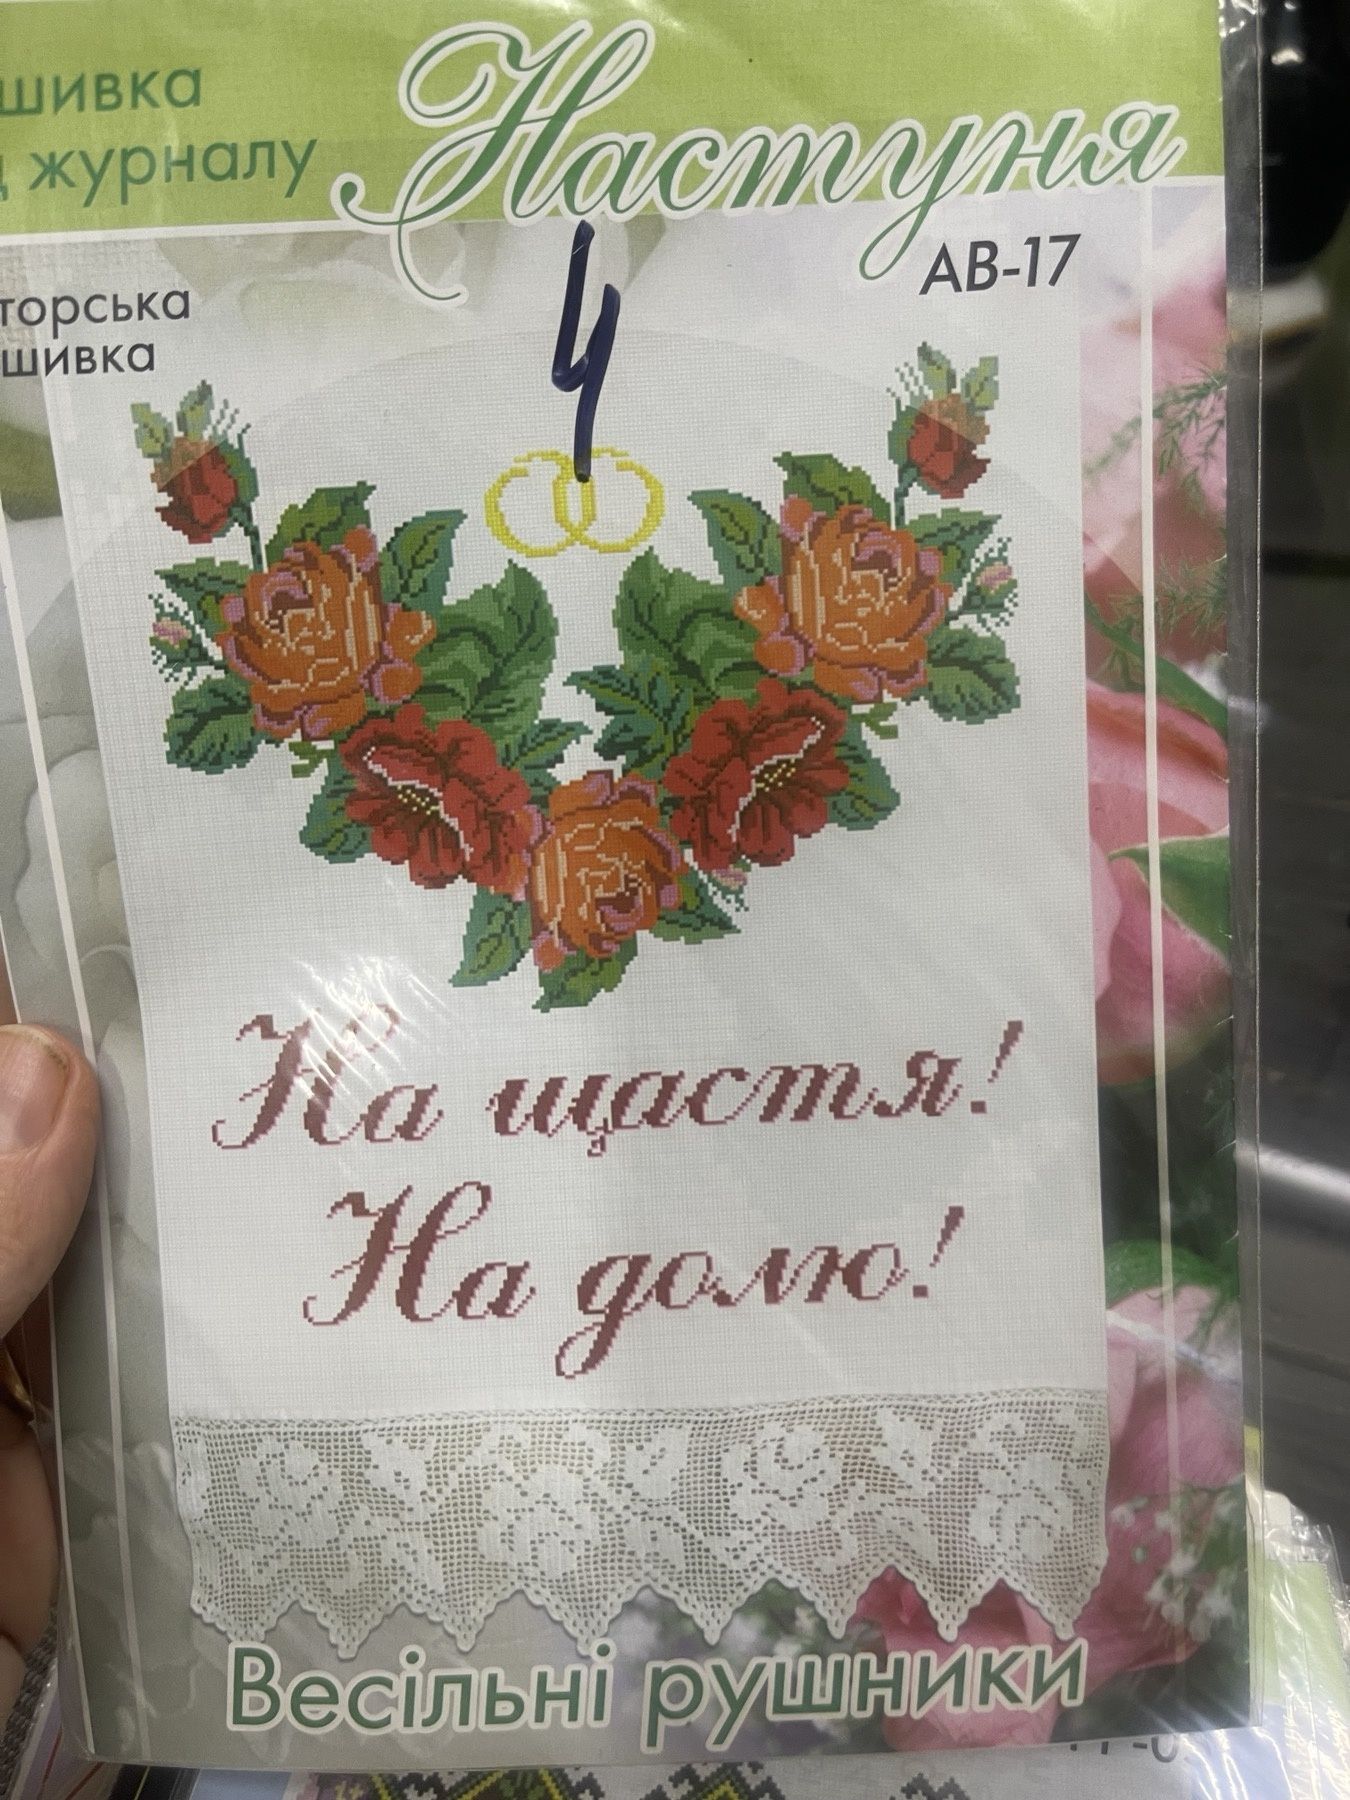 шивка
журналу
Настуня
АВ-17
торська
шивка
4
На щастя!
На долю!
Весільні рушники